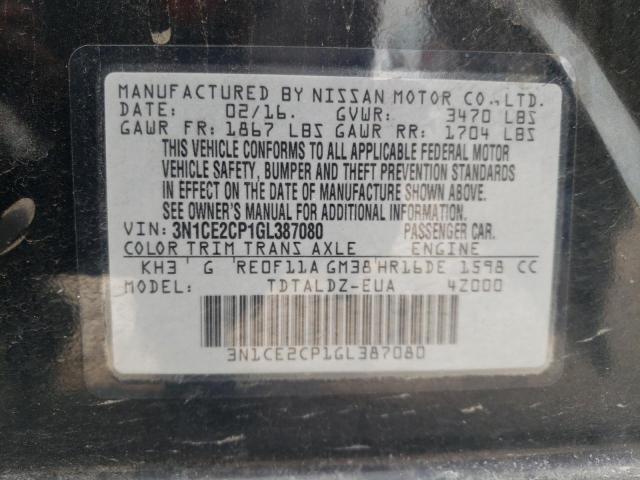 MANUFACTURED BY NISSAN MOTOR CO.,LTD.
DATE: 02/16. GVWR: 3470 LBS
GAWR FR: 1867 LBS GAWR RR: 1704 LBS
THIS VEHICLE CONFORMS TO ALL APPLICABLE FEDERAL MOTOR
VEHICLE SAFETY, BUMPER AND THEFT PREVENTION STANDARDS
IN EFFECT ON THE DATE OF MANUFACTURE SHOWN ABOVE.
SEE OWNER'S MANUAL FOR ADDITIONAL INFORMATION.
VIN: 3N1CE2CP1GL387080 PASSENGER CAR.
COLOR TRIM TRANS AXLE ENGINE
KH3 G RE0F11A GM38 HR16DE 1598 CC
TDTALDZ-EUA 4Z000
3N1CE2CP1GL387080